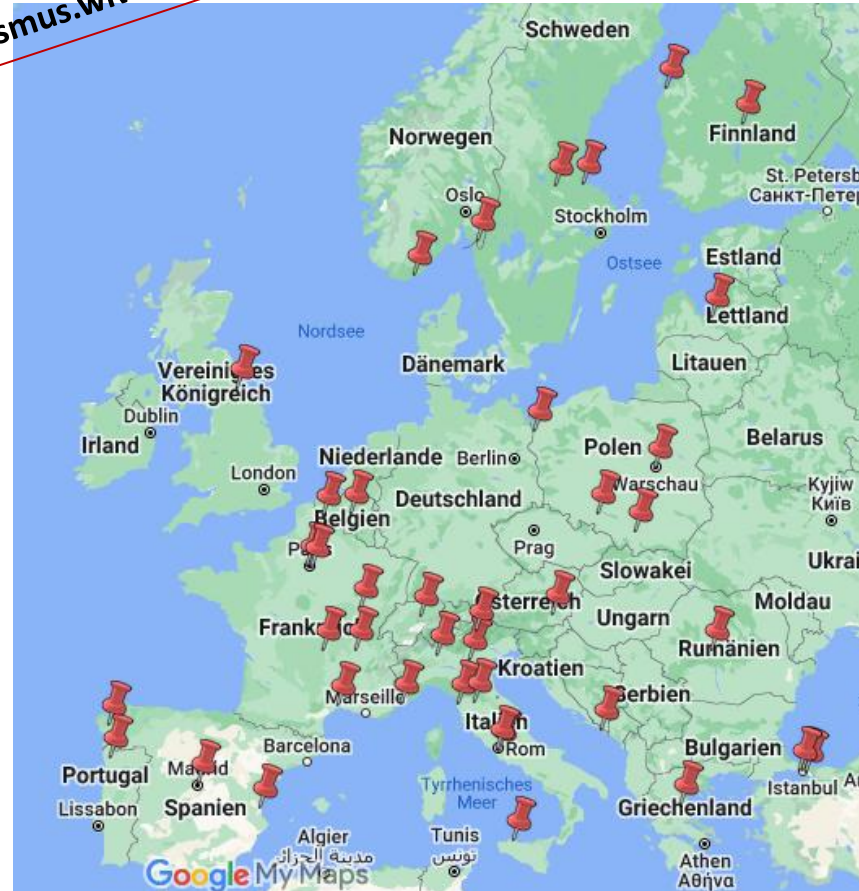 Schweden
Norwegen
Finnland
St. Petersb
Санкт-Петер
Oslo
Stockholm
Estland
Ostsee
Lettland
Nordsee
Vereinigtes
Königreich
Dänemark
Litauen
Dublin
Irland
Niederlande
Berlin
Polen
Belarus
London
Deutschland
Warschau
Kyjiw
Київ
Belgien
Paris
Prag
Slowakei
Ukrai
Österreich
Moldau
Frankreich
Ungarn
Rumänien
Kroatien
Marseille
Serbien
Italien
Rom
Bulgarien
Barcelona
Portugal
Madrid
Istanbul
Lissabon
Spanien
Tyrrhenisches
Meer
Griechenland
Algier
مدينة الجزائر
Tunis
تونس
Athen
Αθήνα
Google My Maps